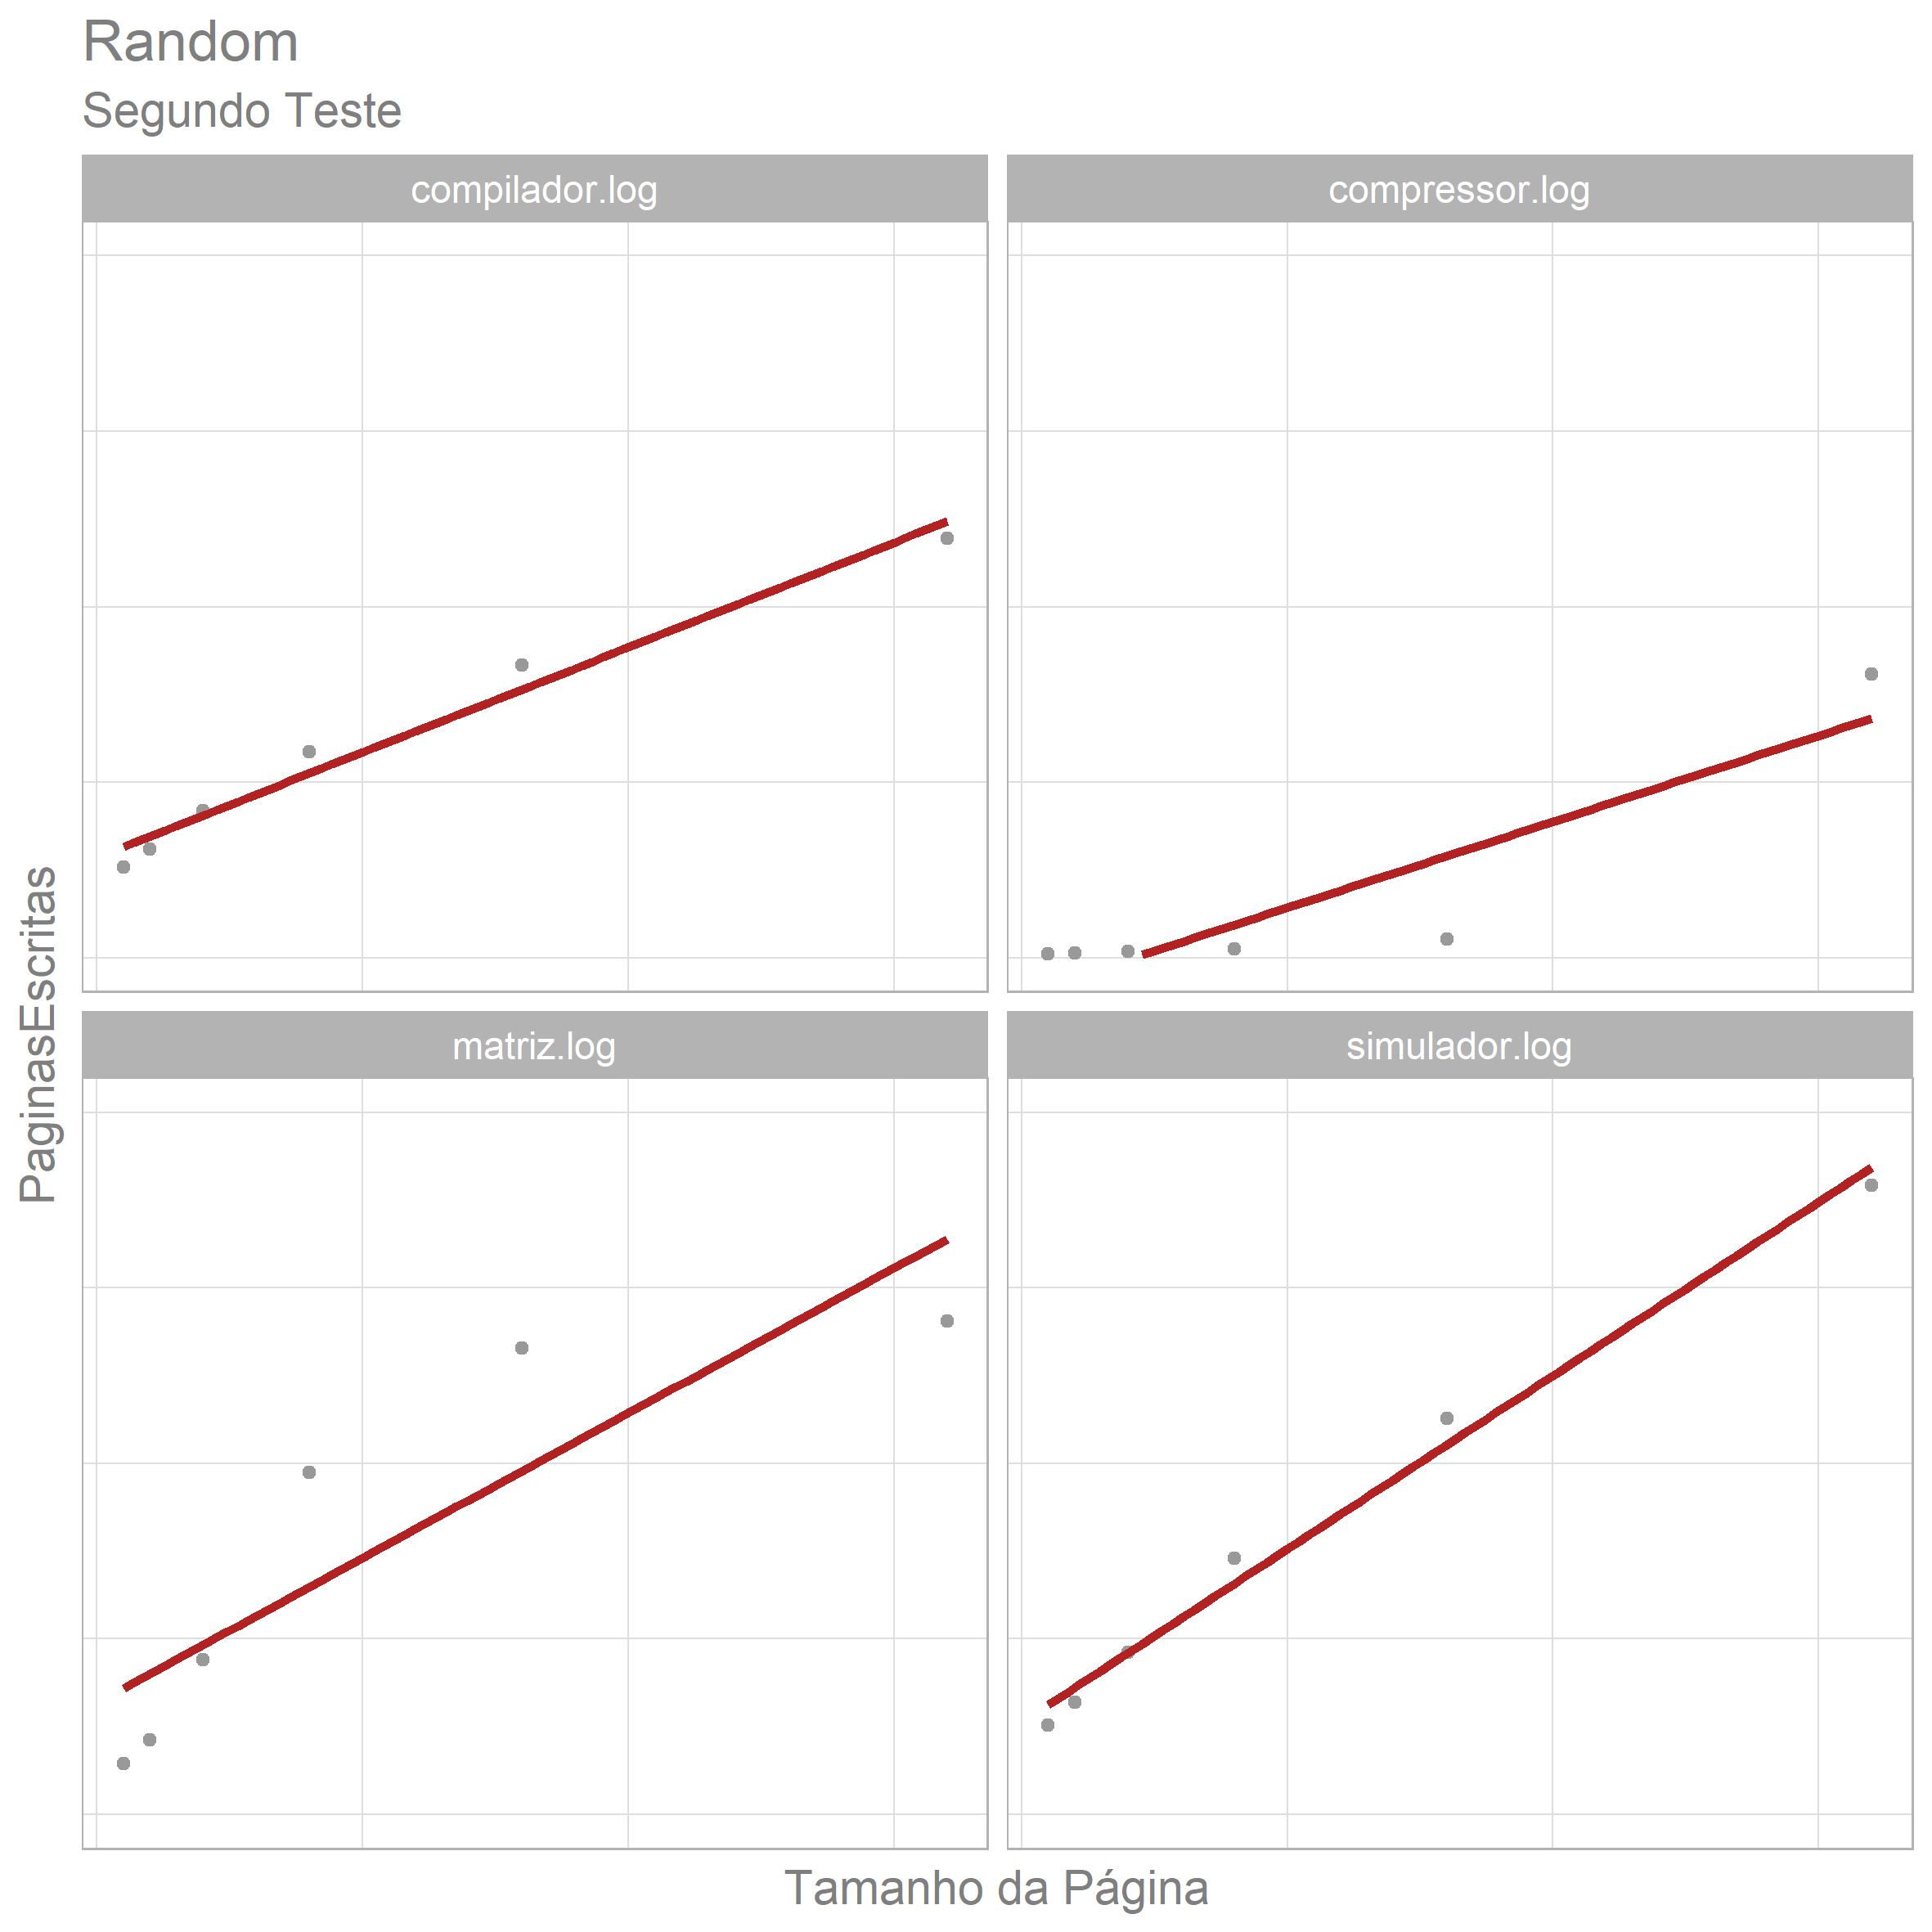 Random
Segundo Teste
compilador.log
compressor.log
PaginasEscritas
matriz.log
simulador.log
Tamanho da Página